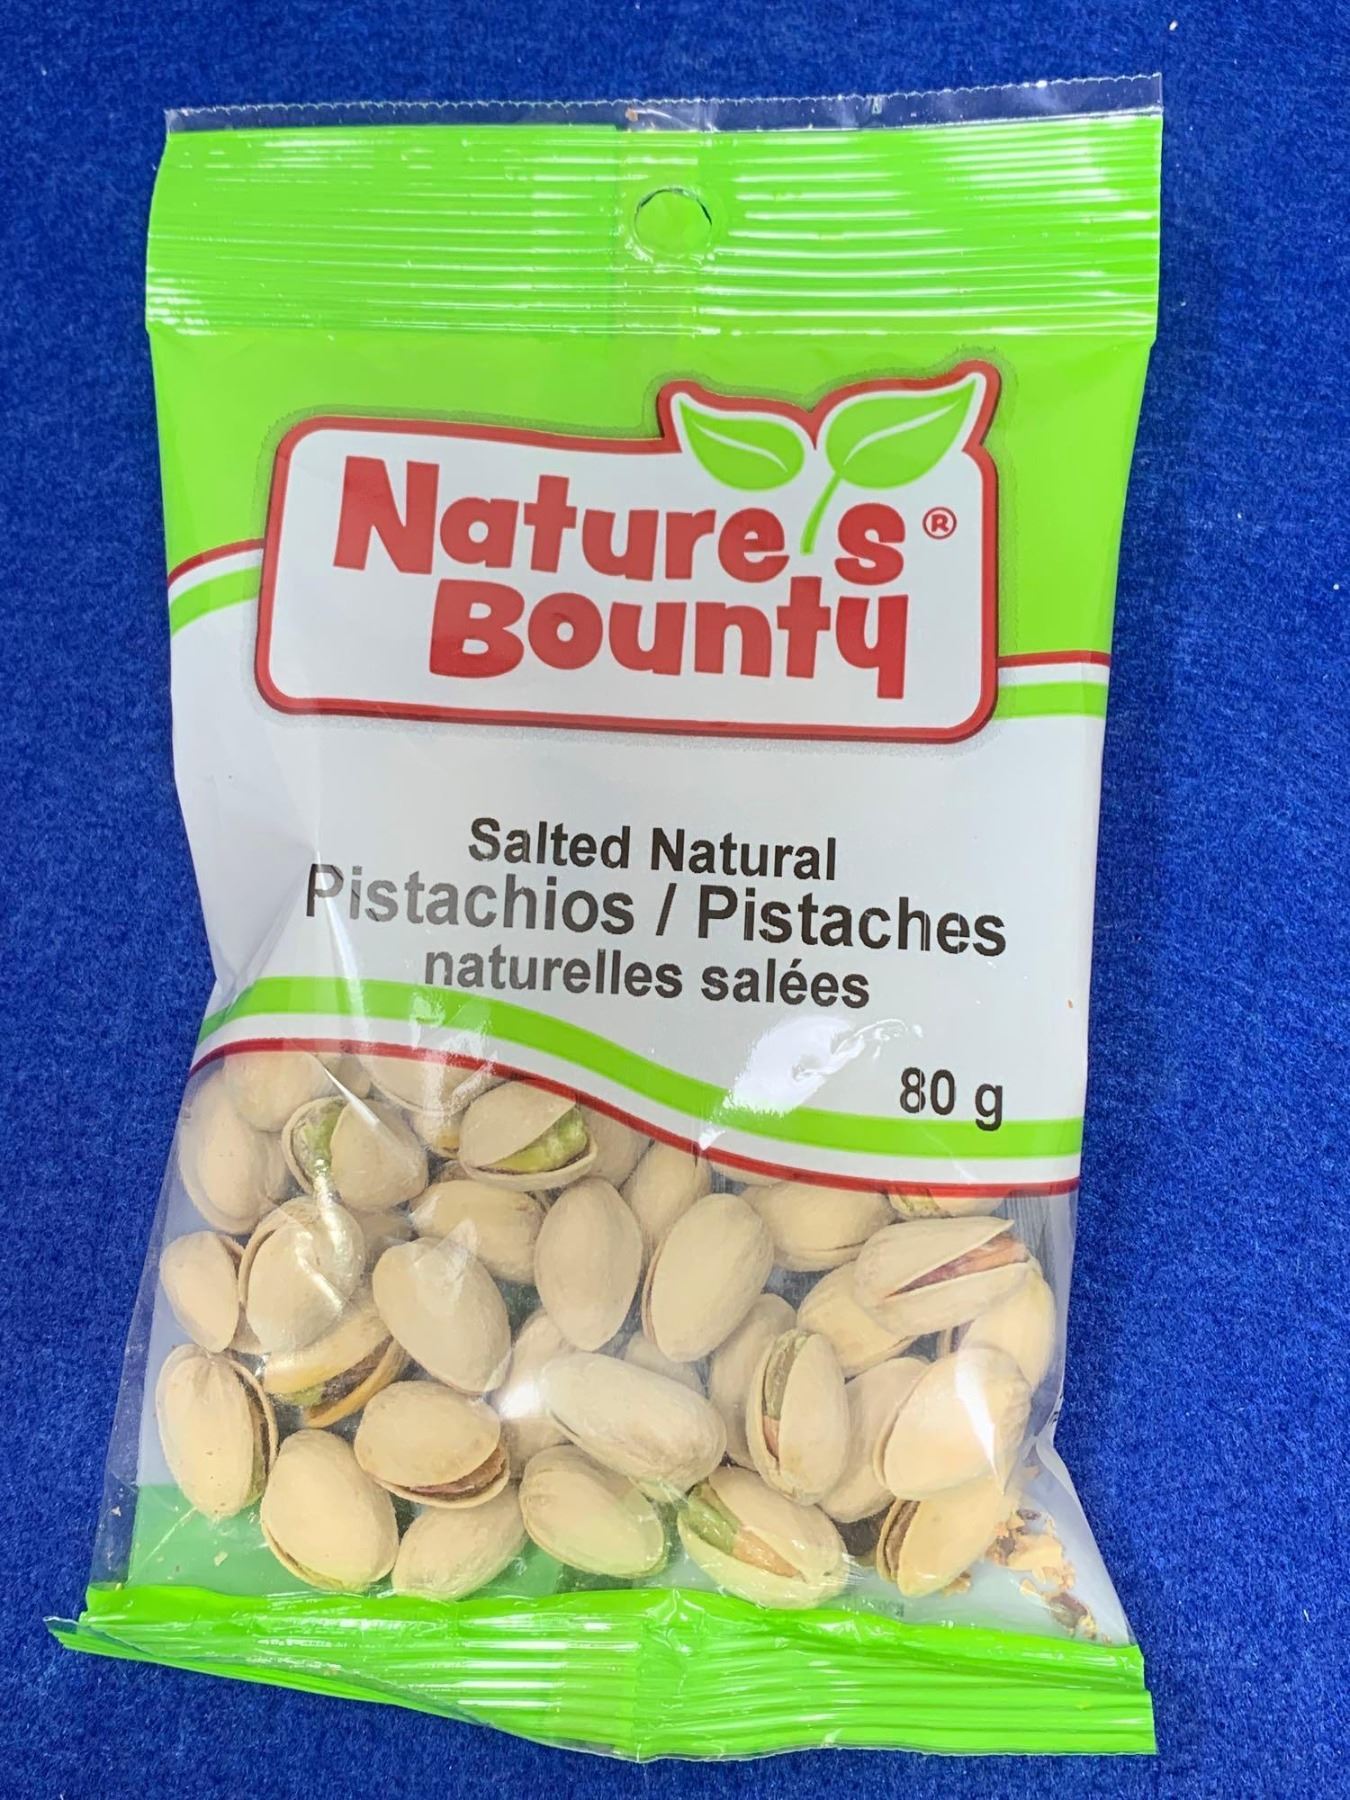 Nature's®
Bounty
Salted Natural
Pistachios / Pistaches
naturelles salées
80 g